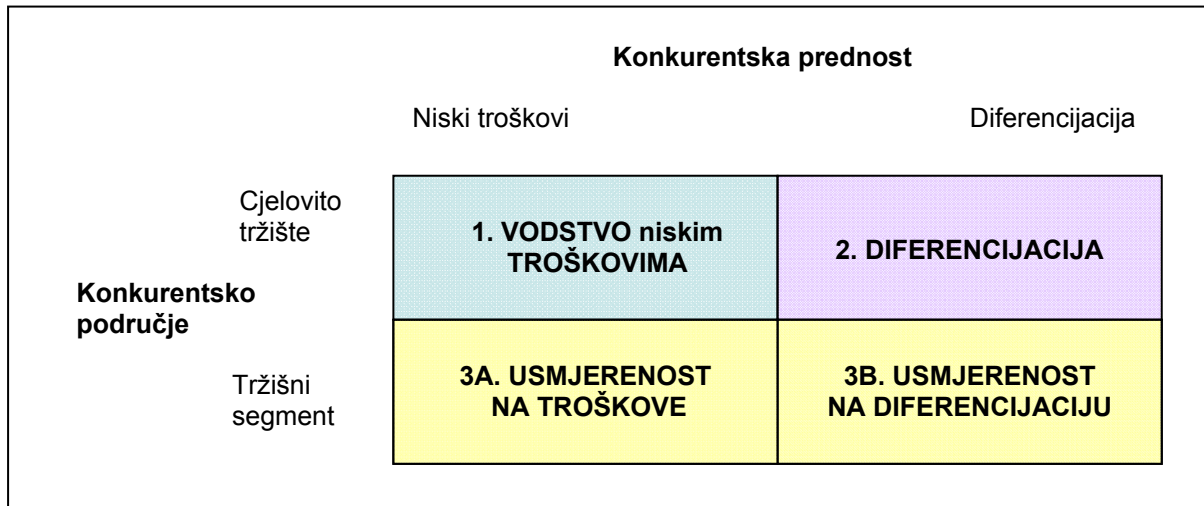 Konkurentska prednost
Niski troškovi
Diferencijacija
Cjelovito
tržište
1. VODSTVO niskim
TROŠKOVIMA
2. DIFERENCIJACIJA
Konkurentsko
područje
Tržišni
segment
3A. USMJERENOST
NA TROŠKOVE
3B. USMJERENOST
NA DIFERENCIJACIJU